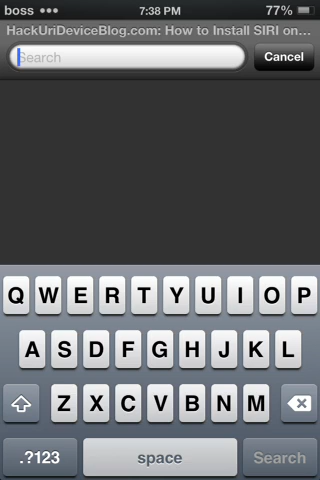 boss 7:38 PM 77%
HackUriDeviceBlog.com: How to Install SIRI on...
Search Cancel
Q W E R T Y U I O P
A S D F G H J K L
Z X C V B N M
.?123 space Search